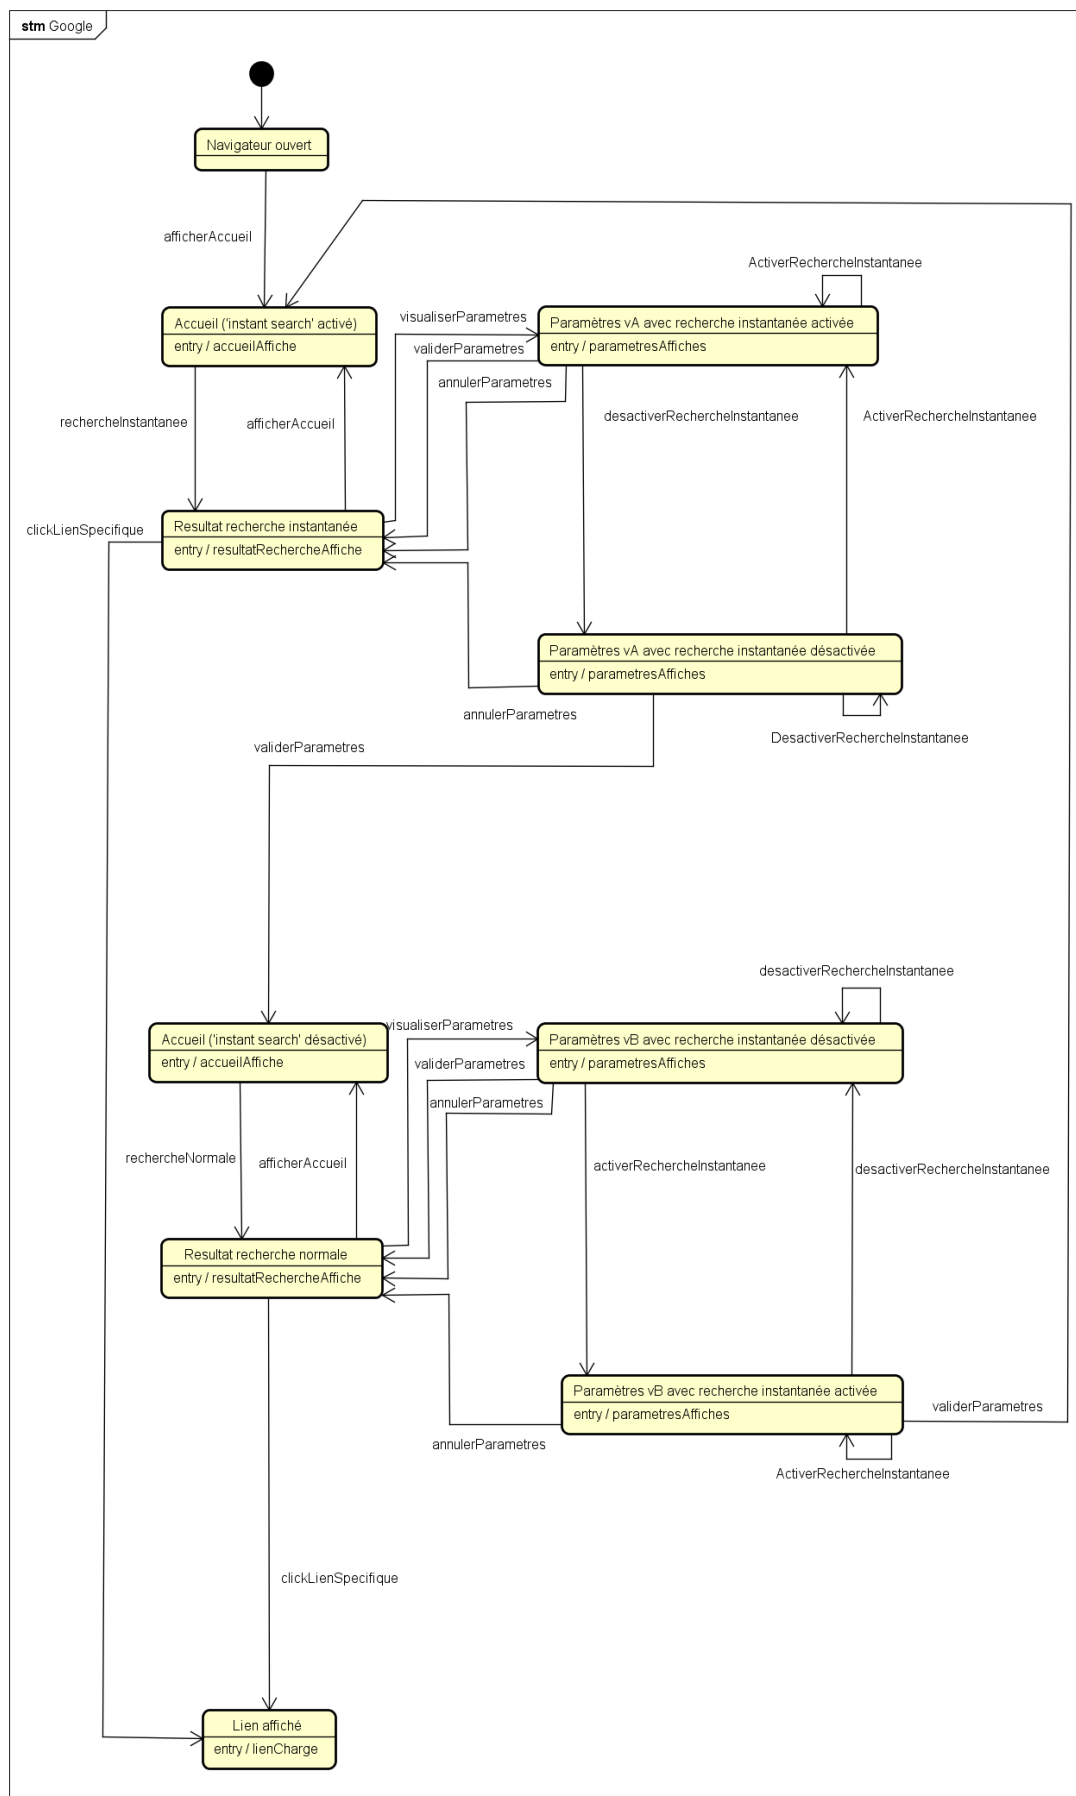 stm Google
Navigateur ouvert
afficherAccueil
ActiverRechercheInstantanee
Accueil ('instant search' activé)
entry / accueilAffiche
visualiserParametres
Paramètres vA avec recherche instantanée activée
entry / parametresAffiches
validerParametres
annulerParametres
rechercheInstantanee
afficherAccueil
desactiverRechercheInstantanee
ActiverRechercheInstantanee
clickLienSpecifique
Resultat recherche instantanée
entry / resultatRechercheAffiche
Paramètres vA avec recherche instantanée désactivée
entry / parametresAffiches
annulerParametres
DesactiverRechercheInstantanee
validerParametres
desactiverRechercheInstantanee
Accueil ('instant search' désactivé)
entry / accueilAffiche
visualiserParametres
Paramètres vB avec recherche instantanée désactivée
entry / parametresAffiches
validerParametres
annulerParametres
rechercheNormale
afficherAccueil
activerRechercheInstantanee
desactiverRechercheInstantanee
Resultat recherche normale
entry / resultatRechercheAffiche
Paramètres vB avec recherche instantanée activée
entry / parametresAffiches
validerParametres
annulerParametres
ActiverRechercheInstantanee
clickLienSpecifique
Lien affiché
entry / lienCharge